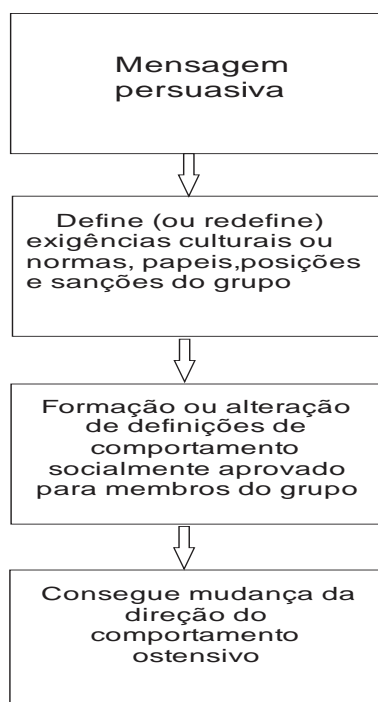 Mensagem
persuasiva
Define (ou redefine)
exigências culturais ou
normas, papeis,posições
e sanções do grupo
Formação ou alteração
de definições de
comportamento
socialmente aprovado
para membros do grupo
Consegue mudança da
direção do
comportamento
ostensivo